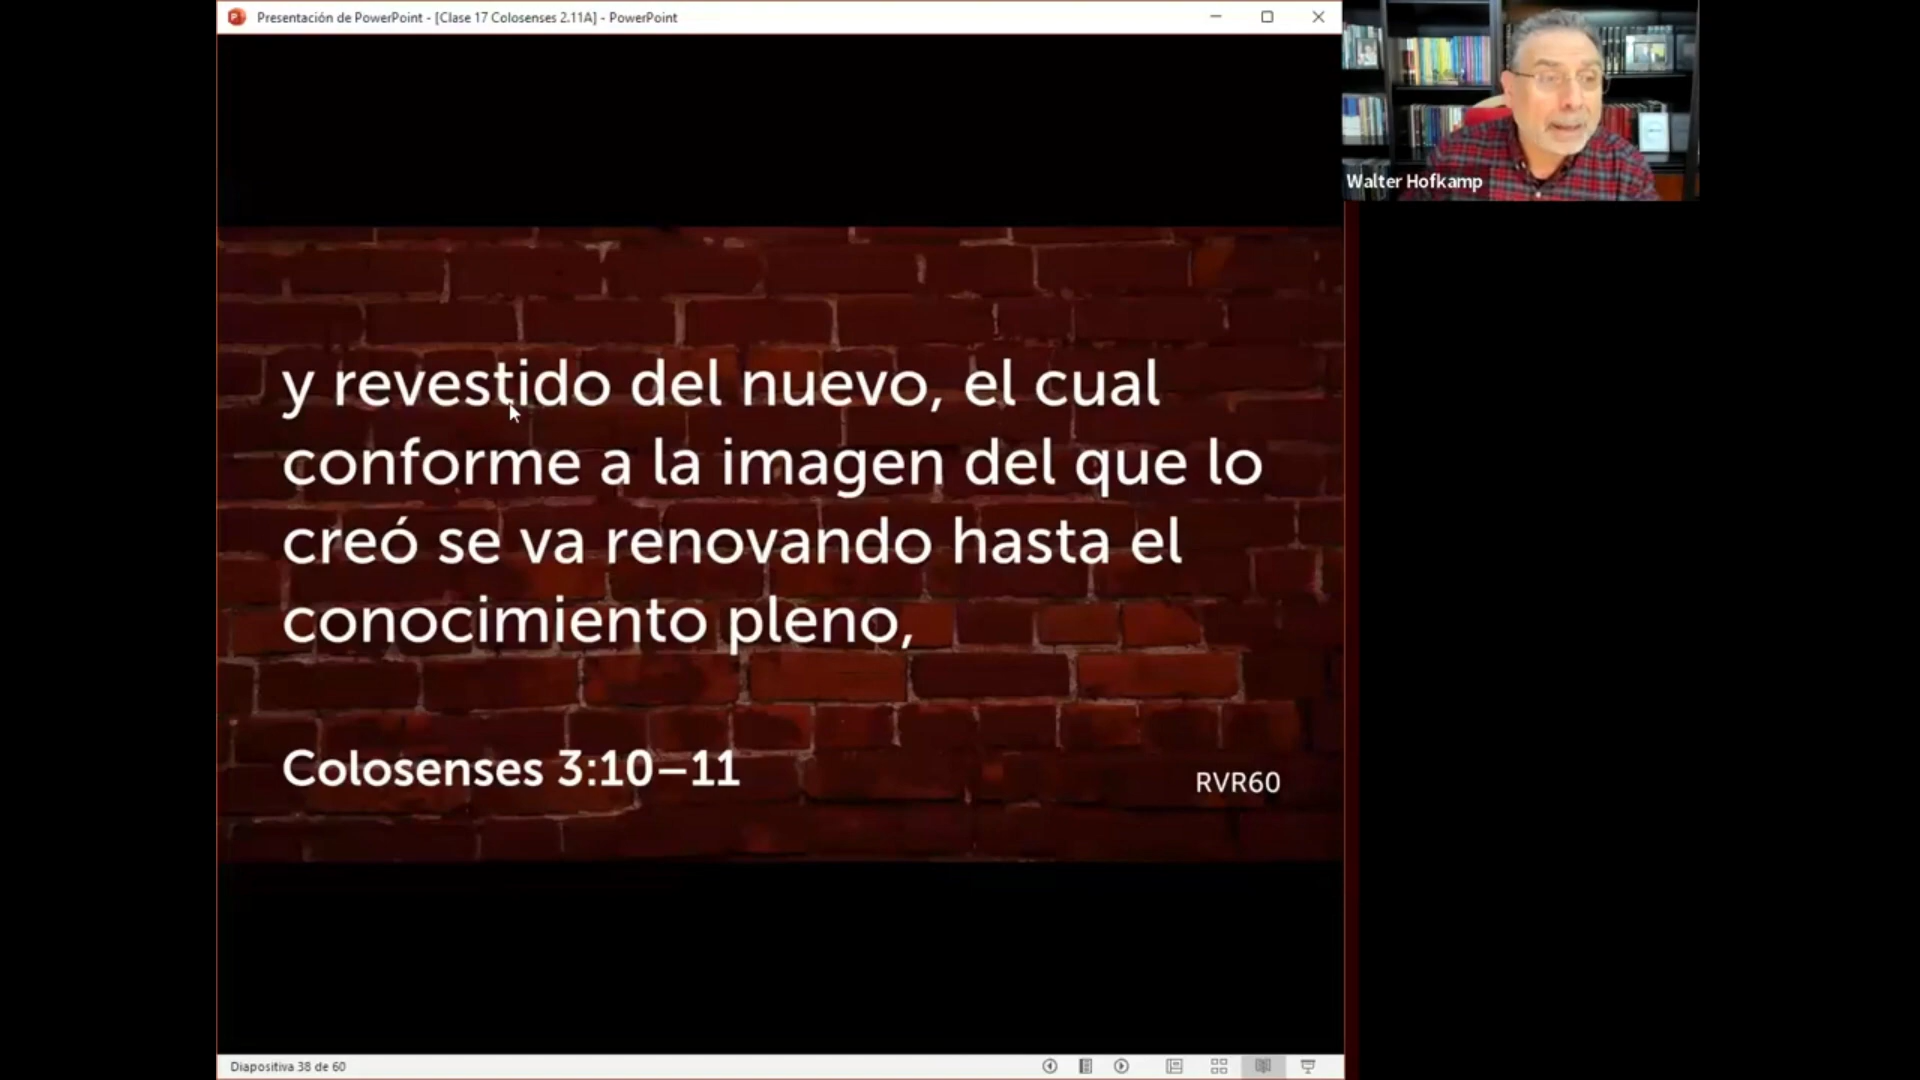 Presentación de PowerPoint - [Clase 17 Colosenses 2.11A] - PowerPoint
Walter Hofkamp
y revestido del nuevo, el cual
conforme a la imagen del que lo
creó se va renovando hasta el
conocimiento pleno,
Colosenses 3:10–11
RVR60
Diapositiva 38 de 60